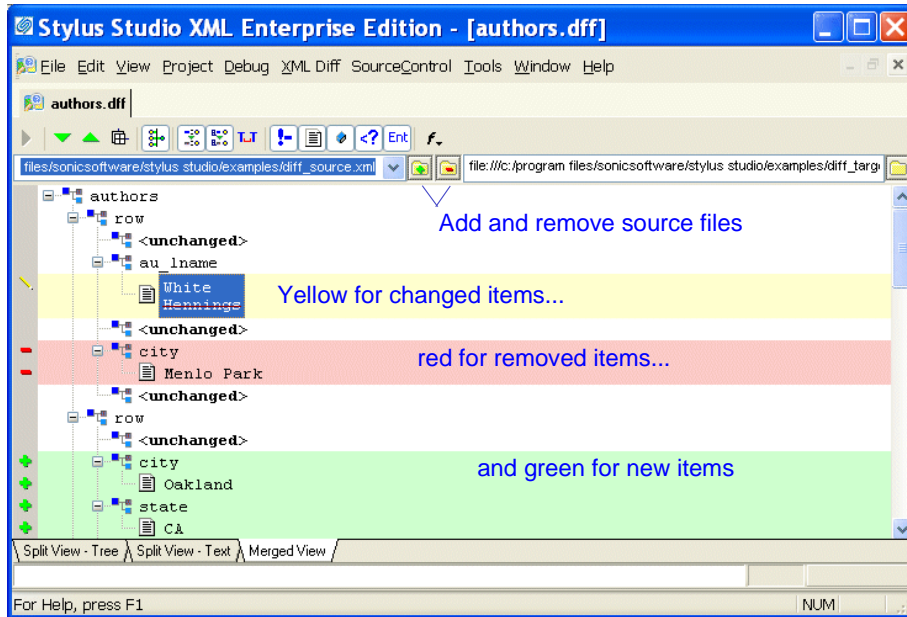 Stylus Studio XML Enterprise Edition - [authors.dff]
File Edit View Project Debug XML Diff SourceControl Tools Window Help
authors.dff
T⊥T !- <? Ent f
files/sonicsoftware/stylus studio/examples/diff_source.xml file:///c:/program files/sonicsoftware/stylus studio/examples/diff_targ
authors
Add and remove source files
row
<unchanged>
au_lname
White
Yellow for changed items...
Hennings
<unchanged>
city
red for removed items...
Menlo Park
<unchanged>
row
<unchanged>
city
and green for new items
Oakland
state
CA
Split View - Tree Split View - Text Merged View
For Help, press F1 NUM